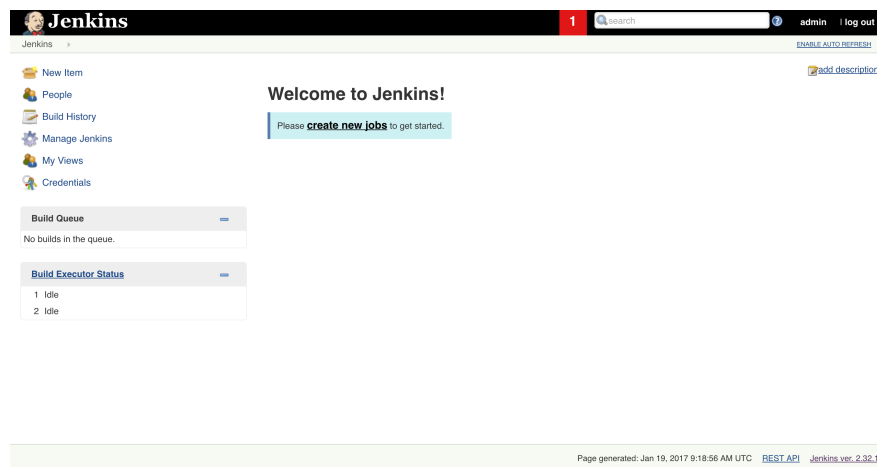 Jenkins
1
search
admin | log out
Jenkins
ENABLE AUTO REFRESH
add description
New Item
People
Build History
Manage Jenkins
My Views
Credentials
Welcome to Jenkins!
Please create new jobs to get started.
Build Queue
No builds in the queue.
Build Executor Status
1 Idle
2 Idle
Page generated: Jan 19, 2017 9:18:56 AM UTC REST API Jenkins ver. 2.32.1